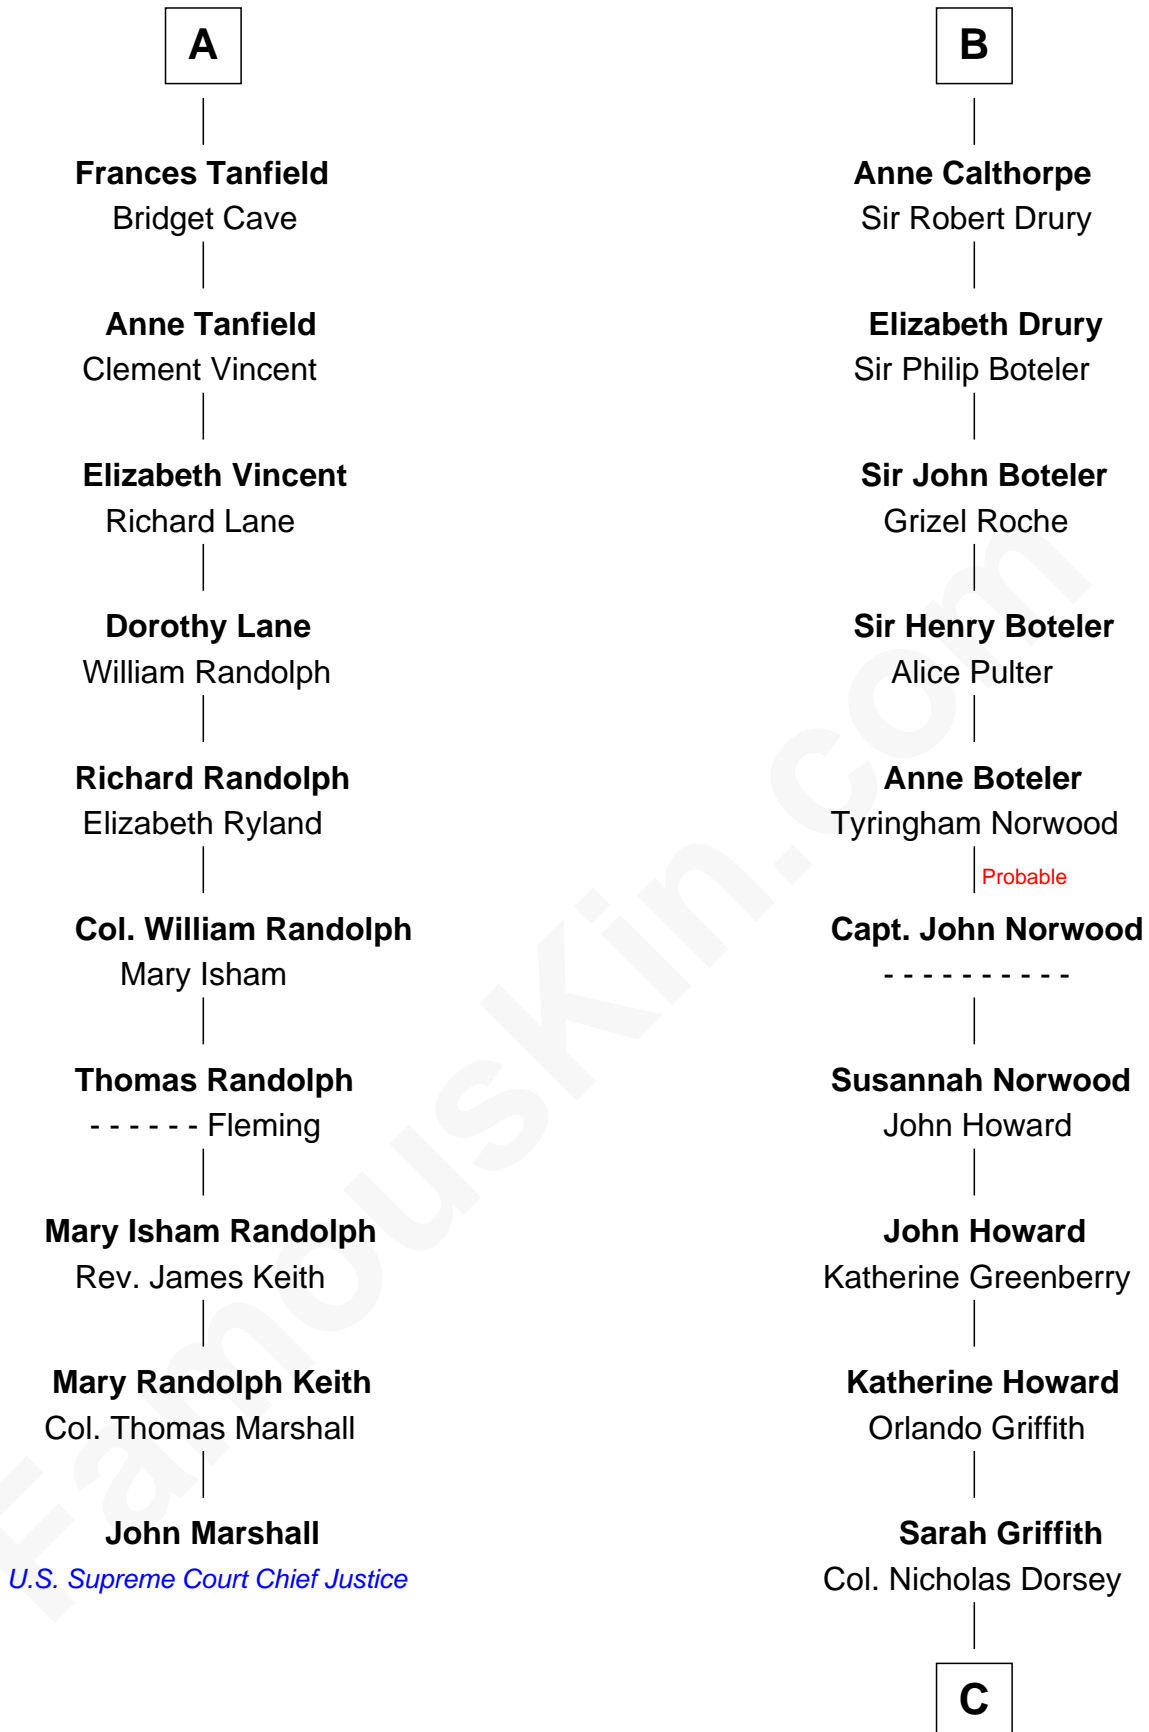 A
Frances Tanfield
Bridget Cave
Anne Tanfield
Clement Vincent
Elizabeth Vincent
Richard Lane
Dorothy Lane
William Randolph
Richard Randolph
Elizabeth Ryland
Col. William Randolph
Mary Isham
Thomas Randolph
- - - - - - Fleming
Mary Isham Randolph
Rev. James Keith
Mary Randolph Keith
Col. Thomas Marshall
John Marshall
U.S. Supreme Court Chief Justice
B
Anne Calthorpe
Sir Robert Drury
Elizabeth Drury
Sir Philip Boteler
Sir John Boteler
Grizel Roche
Sir Henry Boteler
Alice Pulter
Anne Boteler
Tyringham Norwood
Probable
Capt. John Norwood
- - - - - - - - - -
Susannah Norwood
John Howard
John Howard
Katherine Greenberry
Katherine Howard
Orlando Griffith
Sarah Griffith
Col. Nicholas Dorsey
C
FamousKin.com